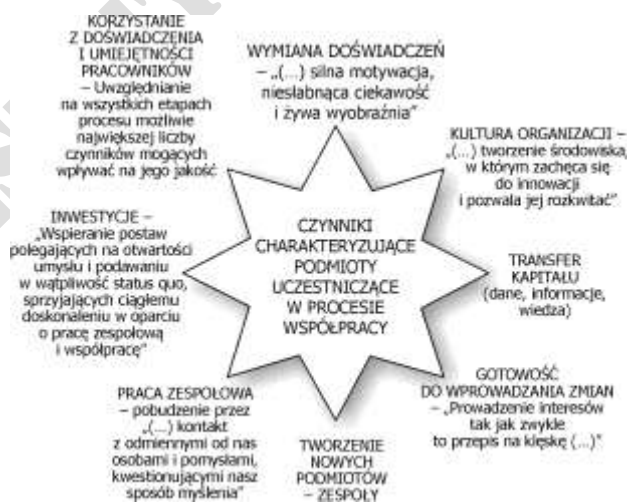 KORZYSTANIE
Z DOŚWIADCZENIA
I UMIEJĘTNOŚCI
PRACOWNIKÓW
– Uwzględnianie
na wszystkich etapach
procesu możliwie
największej liczby
czynników mogących
wpływać na jego jakość
WYMIANA DOŚWIADCZEŃ
– „(...) silna motywacja,
niesłabnąca ciekawość
i żywa wyobraźnia”
KULTURA ORGANIZACJI –
„(...) tworzenie środowiska,
w którym zachęca się
do innowacji
i pozwala jej rozkwitać”
INWESTYCJE –
„Wspieranie postaw
polegających na otwartości
umysłu i podawaniu
w wątpliwość status quo,
sprzyjających ciągłemu
doskonaleniu w oparciu
o pracę zespołową
i współpracę”
CZYNNIKI
CHARAKTERYZUJĄCE
PODMIOTY
UCZESTNICZĄCE
W PROCESIE
WSPÓŁPRACY
TRANSFER
KAPITAŁU
(dane, informacje,
wiedza)
GOTOWOŚĆ
DO WPROWADZANIA ZMIAN
– „Prowadzenie interesów
tak jak zwykle
to przepis na klęskę (...)”
PRACA ZESPOŁOWA
– pobudzenie przez
„(...) kontakt
z odmiennymi od nas
osobami i pomysłami,
kwestionującymi nasz
sposób myślenia”
TWORZENIE
NOWYCH
PODMIOTÓW
– ZESPOŁY